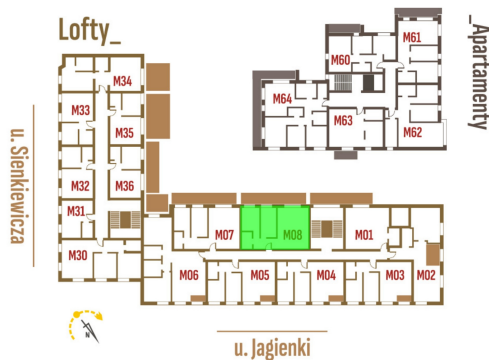 Lofty_
_Apartamenty
M61
M60
M34
M64
M33
M35
M63
M62
M32
M36
M31
M30
M07
M08
M01
M06
M05
M04
M03
M02
u. Sienkiewicza
u. Jagienki
N